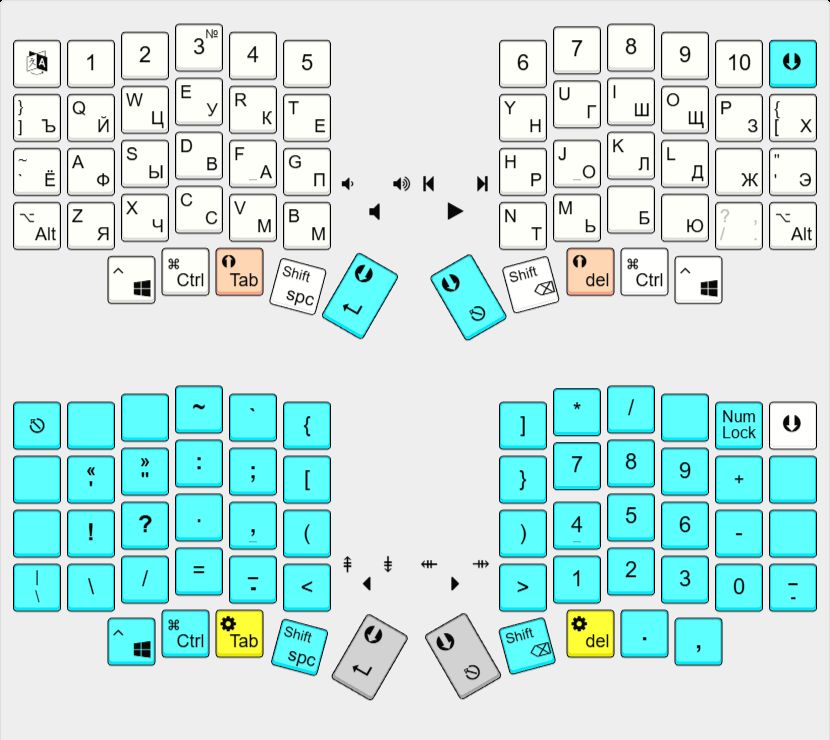 1 2 3 № 4 5 6 7 8 9 10
} ] Ъ Q Й W Ц E У R К T Е Y Н U Г I Ш O Щ P З { [ Х
~ ` Ё A Ф S Ы D В F _ А G П H Р J _ О K Л L Д Ж " ' Э
⌥ Alt Z Я X Ч C С V М B М N Т M Ь Б Ю ? , / . ⌥ Alt
^ ⌘ Ctrl Tab Shift spc Shift ⌫ del ⌘ Ctrl ^
~ ` { ] * / Num Lock
« ' » " : ; [ } 7 8 9 +
! ? . , _ ( ) 4 _ 5 6 -
| \ \ / = _ - < > 1 2 3 0 _ -
^ ⌘ Ctrl Tab Shift spc Shift ⌫ del . ,